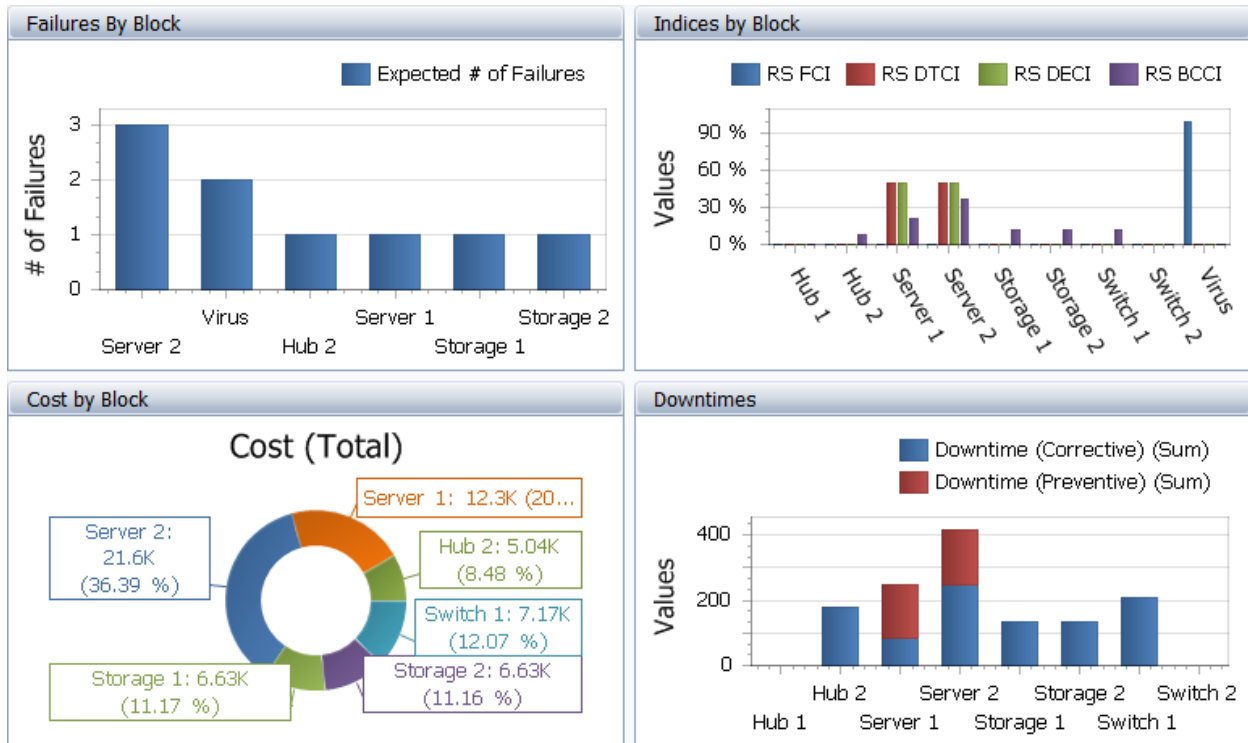 Failures By Block
Expected # of Failures
# of Failures
3
2
1
0
Virus
Server 1
Storage 2
Server 2
Hub 2
Storage 1
Indices by Block
RS FCI
RS DTCI
RS DECI
RS BCCI
Values
90 %
60 %
30 %
0 %
Hub 1
Hub 2
Server 1
Server 2
Storage 1
Storage 2
Switch 1
Switch 2
Virus
Cost by Block
Cost (Total)
Server 1: 12.3K (20...
Server 2:
21.6K
(36.39 %)
Hub 2: 5.04K
(8.48 %)
Switch 1: 7.17K
(12.07 %)
Storage 2: 6.63K
(11.16 %)
Storage 1: 6.63K
(11.17 %)
Downtimes
Downtime (Corrective) (Sum)
Downtime (Preventive) (Sum)
Values
400
200
0
Hub 2
Server 2
Storage 2
Switch 2
Hub 1
Server 1
Storage 1
Switch 1